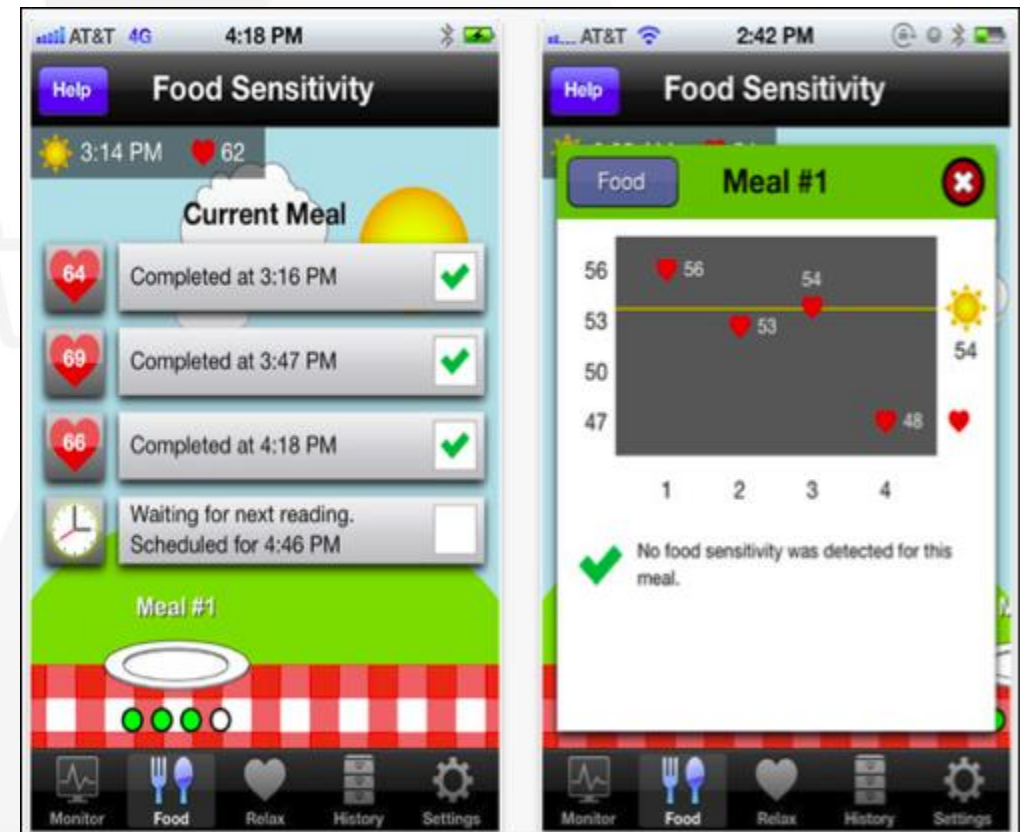 AT&T 4G 4:18 PM
Help Food Sensitivity
3:14 PM 62
Current Meal
64 Completed at 3:16 PM
69 Completed at 3:47 PM
66 Completed at 4:18 PM
Waiting for next reading.
Scheduled for 4:46 PM
Meal #1
Monitor Food Relax History Settings
AT&T 2:42 PM
Help Food Sensitivity
Food Meal #1
56 56
54
53 53
54
50
47 48
1 2 3 4
No food sensitivity was detected for this
meal.
Monitor Food Relax History Settings